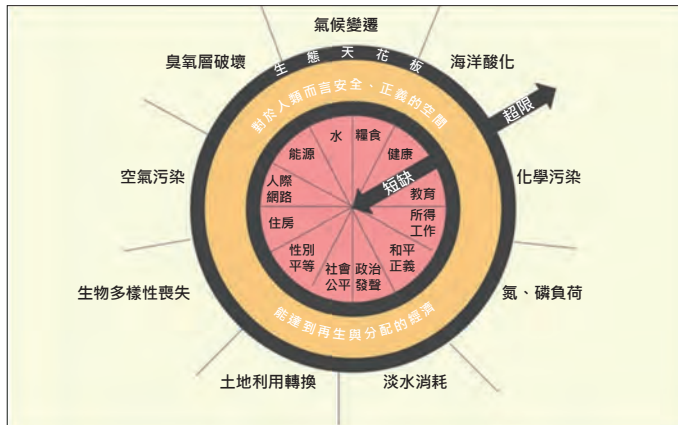 氣候變遷
臭氧層破壞
海洋酸化
生態天花板
超限
對於人類而言安全、正義的空間
水
糧食
能源
健康
短缺
空氣污染
人際
網路
教育
化學污染
住房
所得
工作
性別
平等
和平
正義
社會
公平
政治
發聲
生物多樣性喪失
氮、磷負荷
能達到再生與分配的經濟
土地利用轉換
淡水消耗